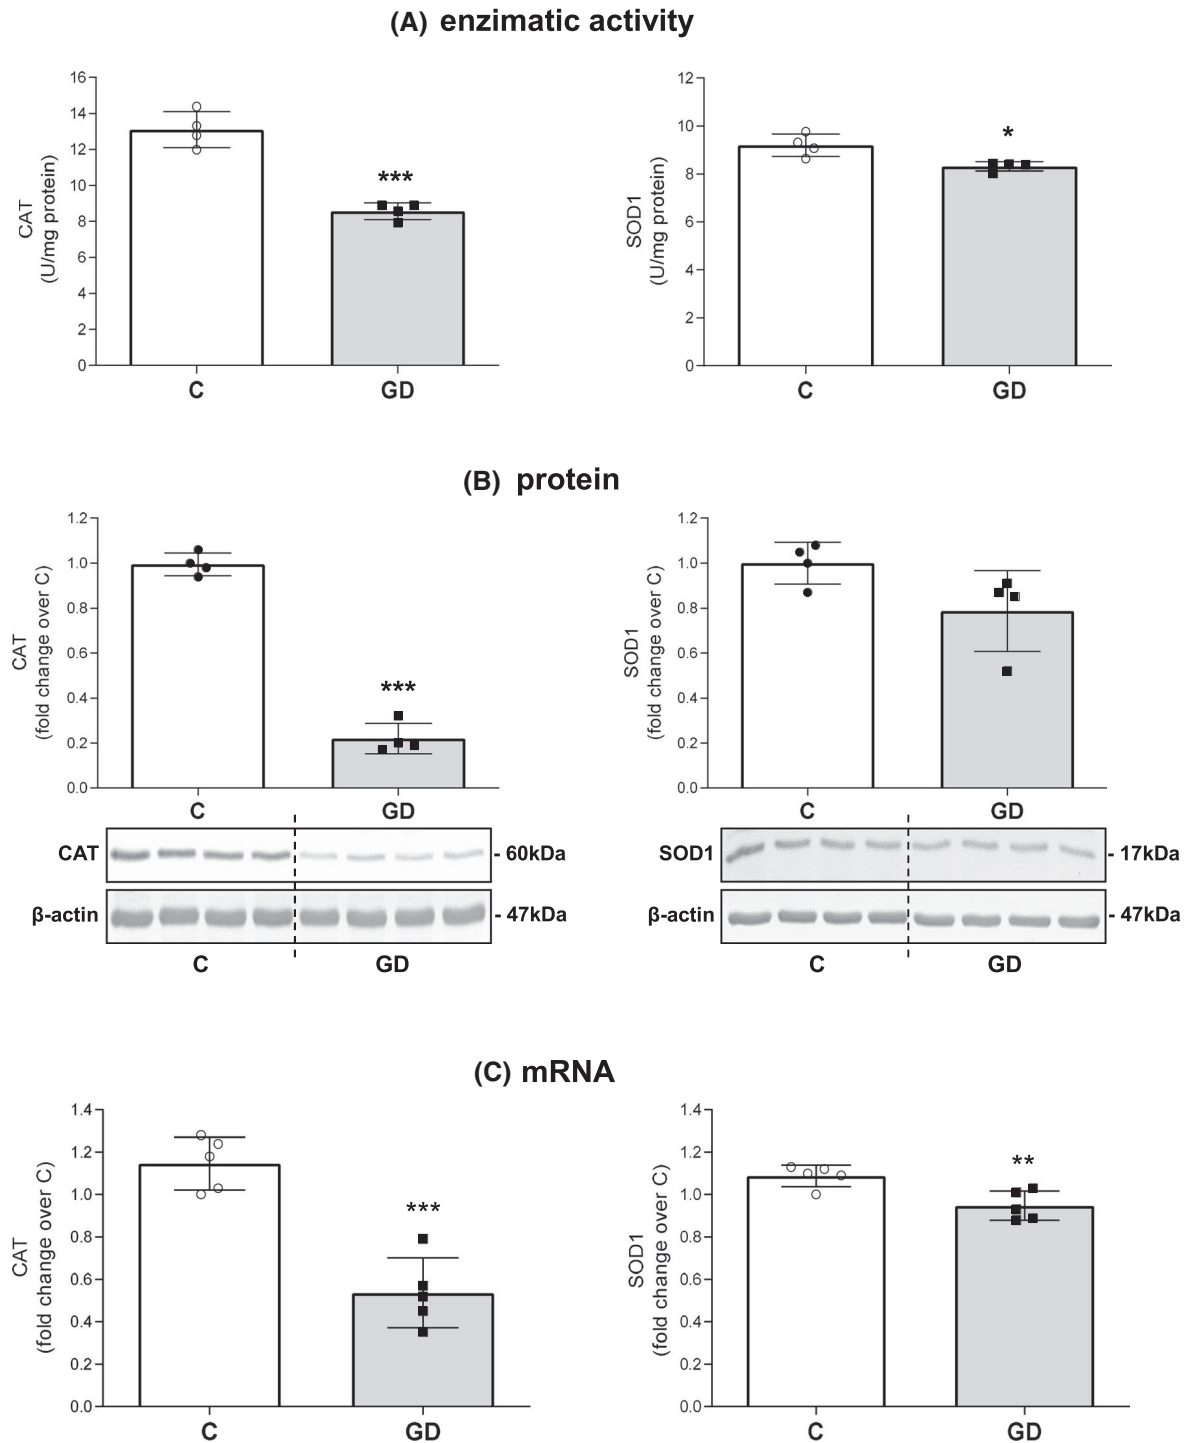 (A) enzimatic activity
CAT
(U/mg protein)
16
14
12
10
8
6
4
2
0
***
C GD
SOD1
(U/mg protein)
12
10
8
6
4
2
0
*
C GD
(B) protein
CAT
(fold change over C)
1.2
1.0
0.8
0.6
0.4
0.2
0.0
***
C GD
CAT - 60kDa
β-actin - 47kDa
C GD
SOD1
(fold change over C)
1.2
1.0
0.8
0.6
0.4
0.2
0.0
C GD
SOD1 - 17kDa
β-actin - 47kDa
C GD
(C) mRNA
CAT
(fold change over C)
1.4
1.2
1.0
0.8
0.6
0.4
0.2
0.0
***
C GD
SOD1
(fold change over C)
1.4
1.2
1.0
0.8
0.6
0.4
0.2
0.0
**
C GD